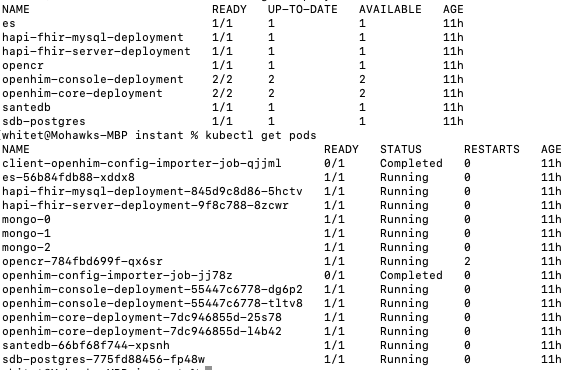 NAME READY UP-TO-DATE AVAILABLE AGE
es 1/1 1 1 11h
hapi-fhir-mysql-deployment 1/1 1 1 11h
hapi-fhir-server-deployment 1/1 1 1 11h
opencr 1/1 1 1 11h
openhim-console-deployment 2/2 2 2 11h
openhim-core-deployment 2/2 2 2 11h
santedb 1/1 1 1 11h
sdb-postgres 1/1 1 1 11h
[whitet@Mohawks-MBP instant % kubectl get pods
NAME READY STATUS RESTARTS AGE
client-openhim-config-importer-job-qjjml 0/1 Completed 0 11h
es-56b84fdb88-xddx8 1/1 Running 0 11h
hapi-fhir-mysql-deployment-845d9c8d86-5hctv 1/1 Running 0 11h
hapi-fhir-server-deployment-9f8c788-8zcwr 1/1 Running 0 11h
mongo-0 1/1 Running 0 11h
mongo-1 1/1 Running 0 11h
mongo-2 1/1 Running 0 11h
opencr-784fbd699f-qx6sr 1/1 Running 2 11h
openhim-config-importer-job-jj78z 0/1 Completed 0 11h
openhim-console-deployment-55447c6778-dg6p2 1/1 Running 0 11h
openhim-console-deployment-55447c6778-tltv8 1/1 Running 0 11h
openhim-core-deployment-7dc946855d-25s78 1/1 Running 0 11h
openhim-core-deployment-7dc946855d-l4b42 1/1 Running 0 11h
santedb-66bf68f744-xpsnh 1/1 Running 0 11h
sdb-postgres-775fd88456-fp48w 1/1 Running 0 11h